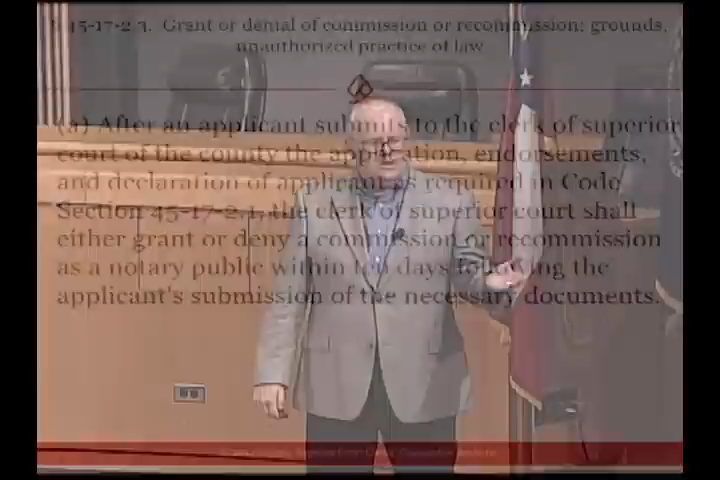 45-17-2.3. Grant or denial of commission or recommission; grounds,
unauthorized practice of law
(a) After an applicant submits to the clerk of superior
court of the county the application, endorsements,
and declaration of applicant as required in Code
Section 45-17-2.1, the clerk of superior court shall
either grant or deny a commission or recommission
as a notary public within ten days following the
applicant's submission of the necessary documents.